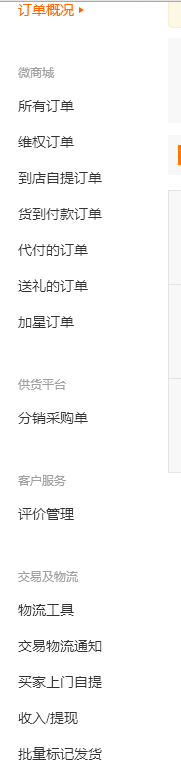 订单概况
微商城
所有订单
维权订单
到店自提订单
货到付款订单
代付的订单
送礼的订单
加星订单
供货平台
分销采购单
客户服务
评价管理
交易及物流
物流工具
交易物流通知
买家上门自提
收入/提现
批量标记发货